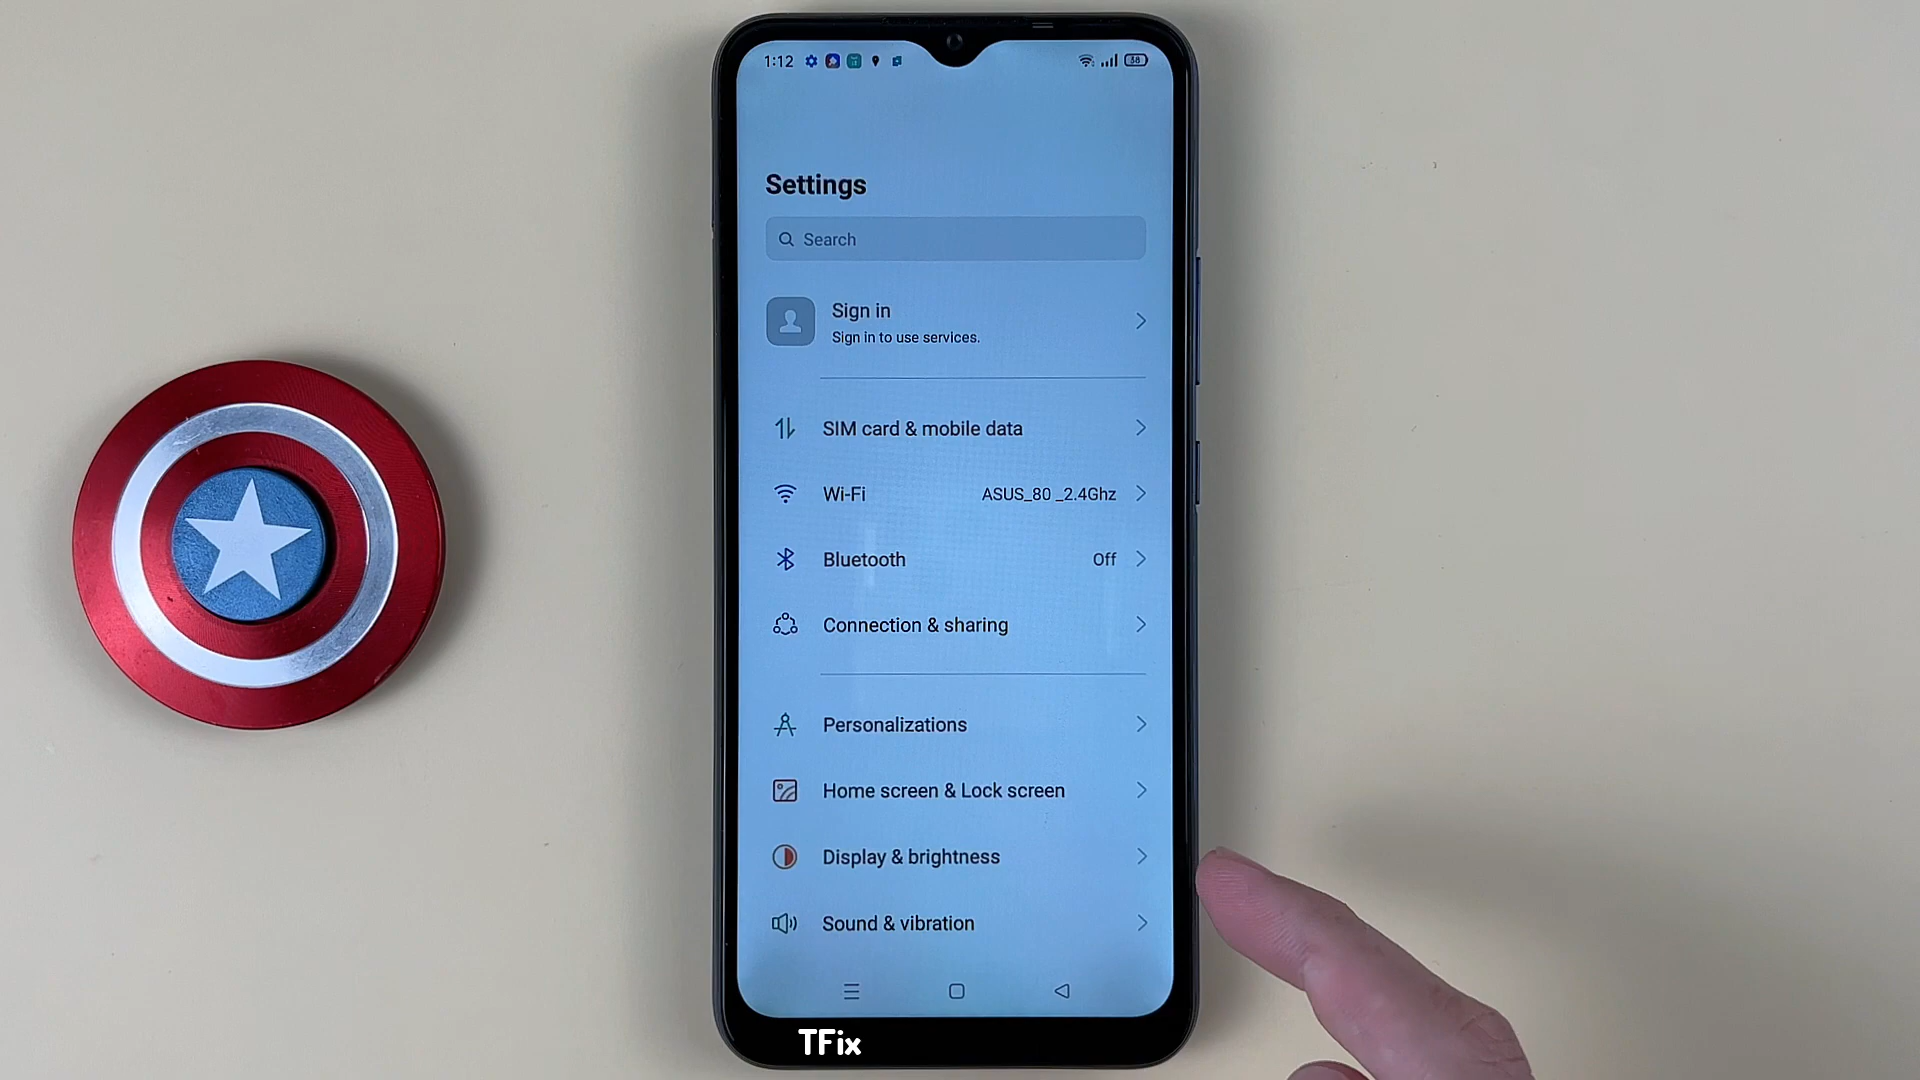 1:12
38
Settings
Search
Sign in
Sign in to use services.
SIM card & mobile data
Wi-Fi ASUS_80 _2.4Ghz
Bluetooth Off
Connection & sharing
Personalizations
Home screen & Lock screen
Display & brightness
Sound & vibration
TFix